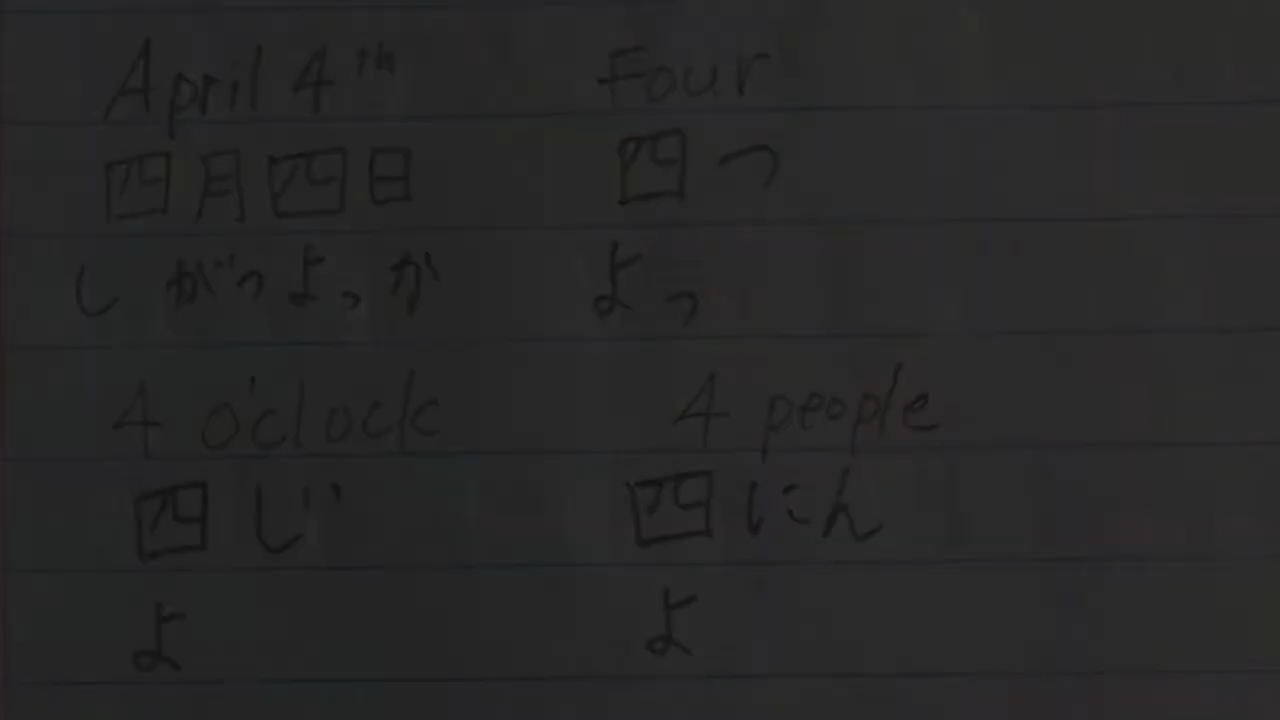 April 4th Four
四月四日 四つ
しがつよっか よっ
4 o'clock 4 people
四じ 四にん
よ よ